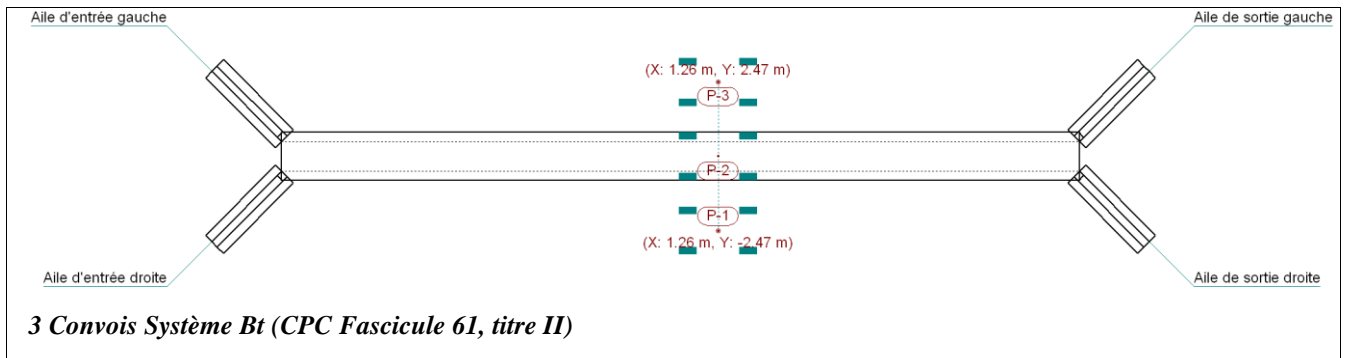 Aile d'entrée gauche
Aile de sortie gauche
(X: 1.26 m, Y: 2.47 m)
P-3
P-2
P-1
(X: 1.26 m, Y: -2.47 m)
Aile d'entrée droite
Aile de sortie droite
3 Convois Système Bt (CPC Fascicule 61, titre II)